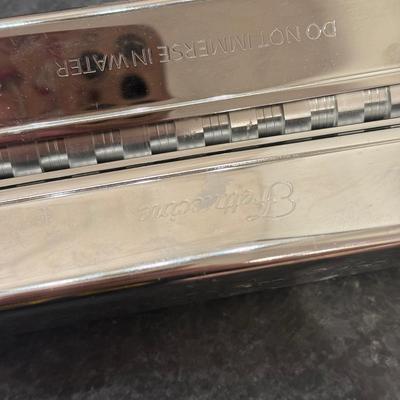 Fettuccine
DO NOT IMMERSE IN WATER